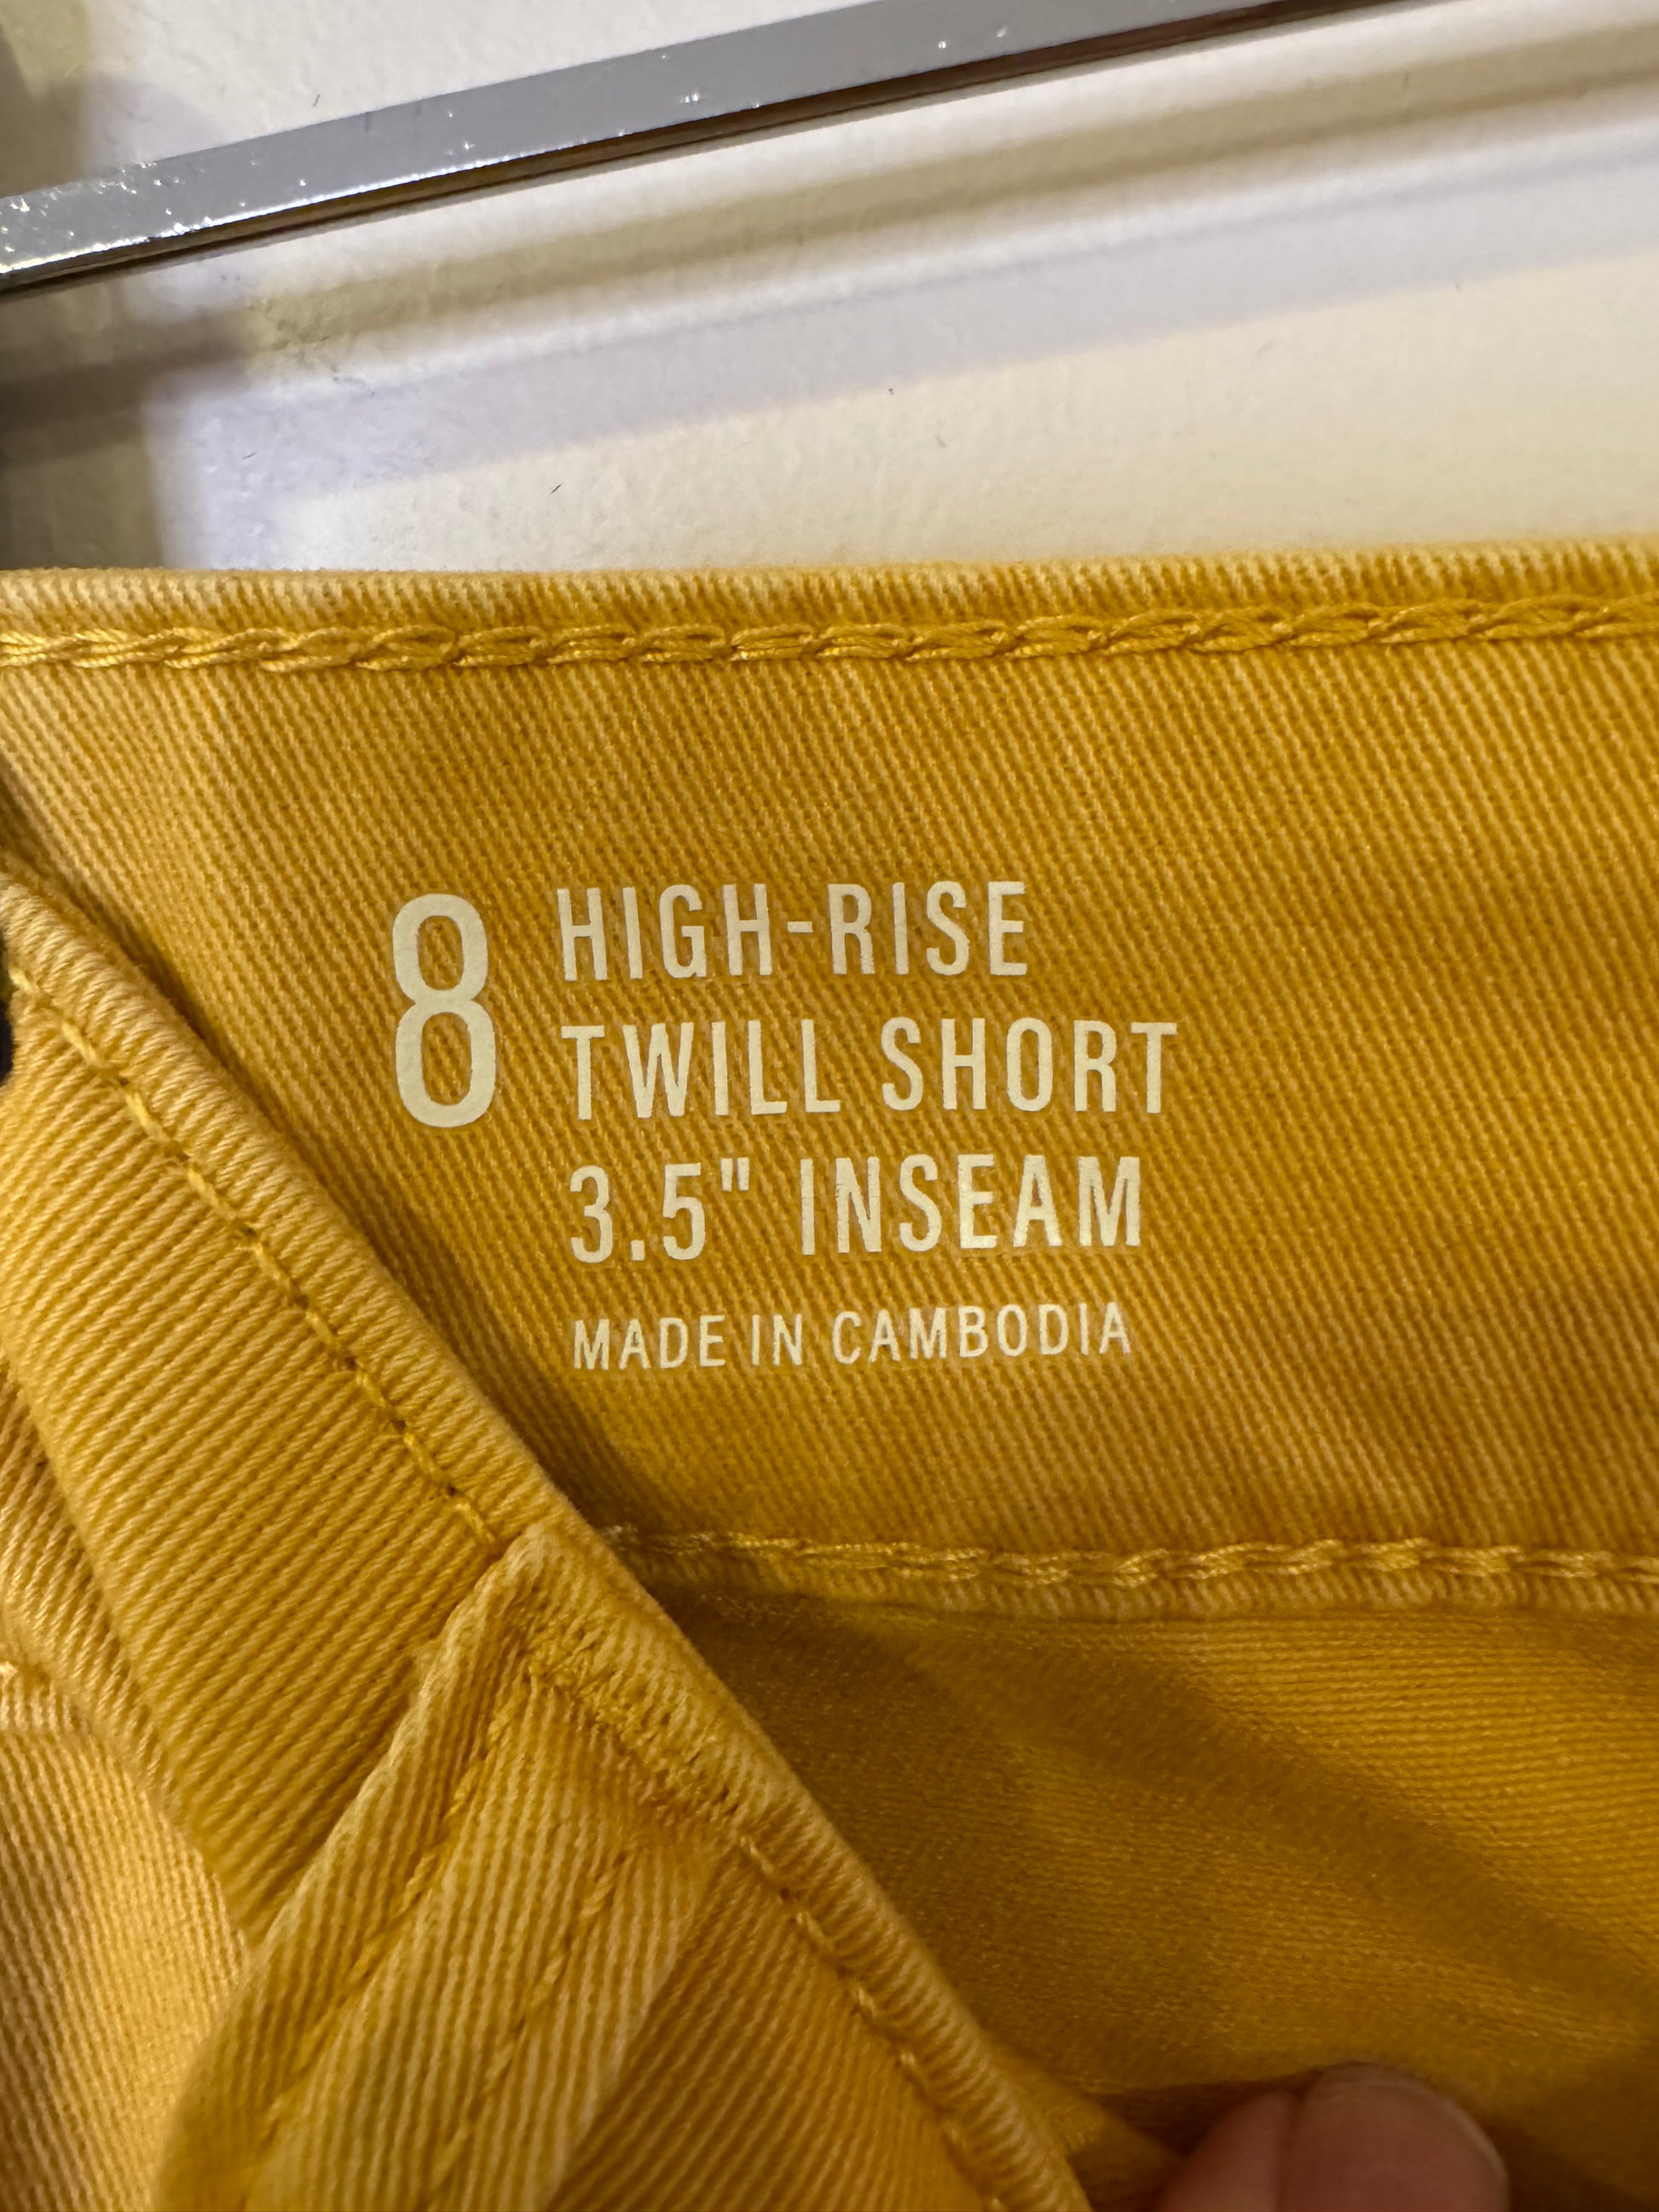 8 HIGH-RISE
TWILL SHORT
3.5" INSEAM
MADE IN CAMBODIA